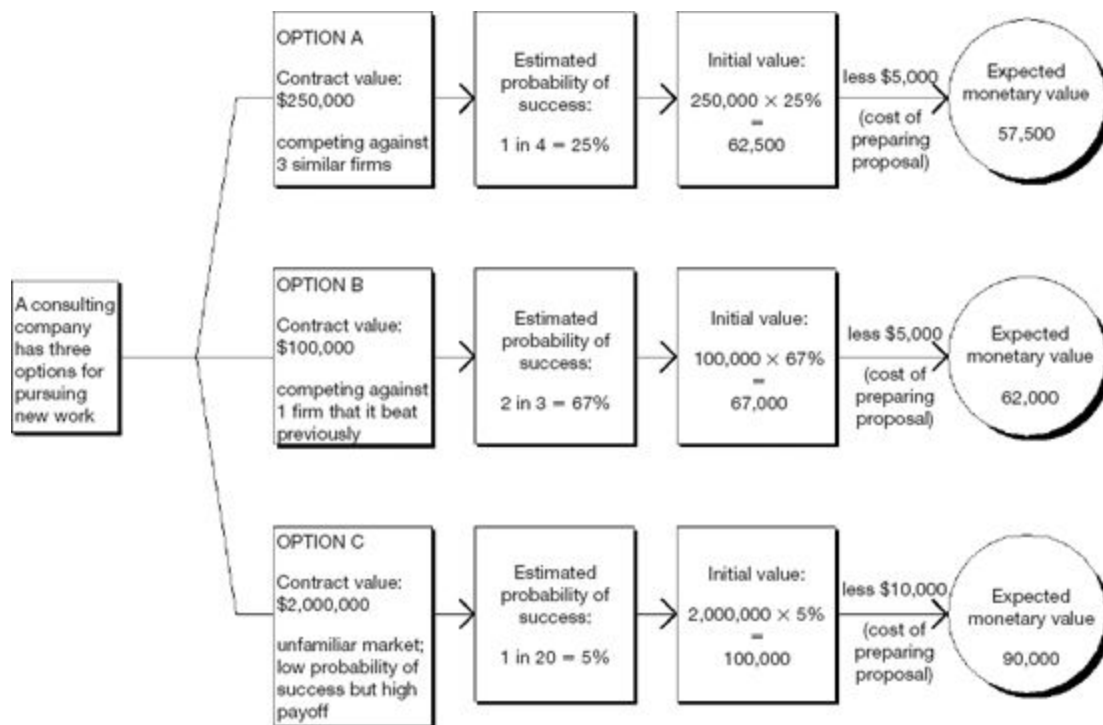 A consulting
company
has three
options for
pursuing
new work
OPTION A
Contract value:
$250,000
competing against
3 similar firms
Estimated
probability of
success:
1 in 4 = 25%
Initial value:
250,000 × 25%
=
62,500
less $5,000
(cost of
preparing
proposal)
Expected
monetary value
57,500
OPTION B
Contract value:
$100,000
competing against
1 firm that it beat
previously
Estimated
probability of
success:
2 in 3 = 67%
Initial value:
100,000 × 67%
=
67,000
less $5,000
(cost of
preparing
proposal)
Expected
monetary value
62,000
OPTION C
Contract value:
$2,000,000
unfamiliar market;
low probability of
success but high
payoff
Estimated
probability of
success:
1 in 20 = 5%
Initial value:
2,000,000 × 5%
=
100,000
less $10,000
(cost of
preparing
proposal)
Expected
monetary value
90,000